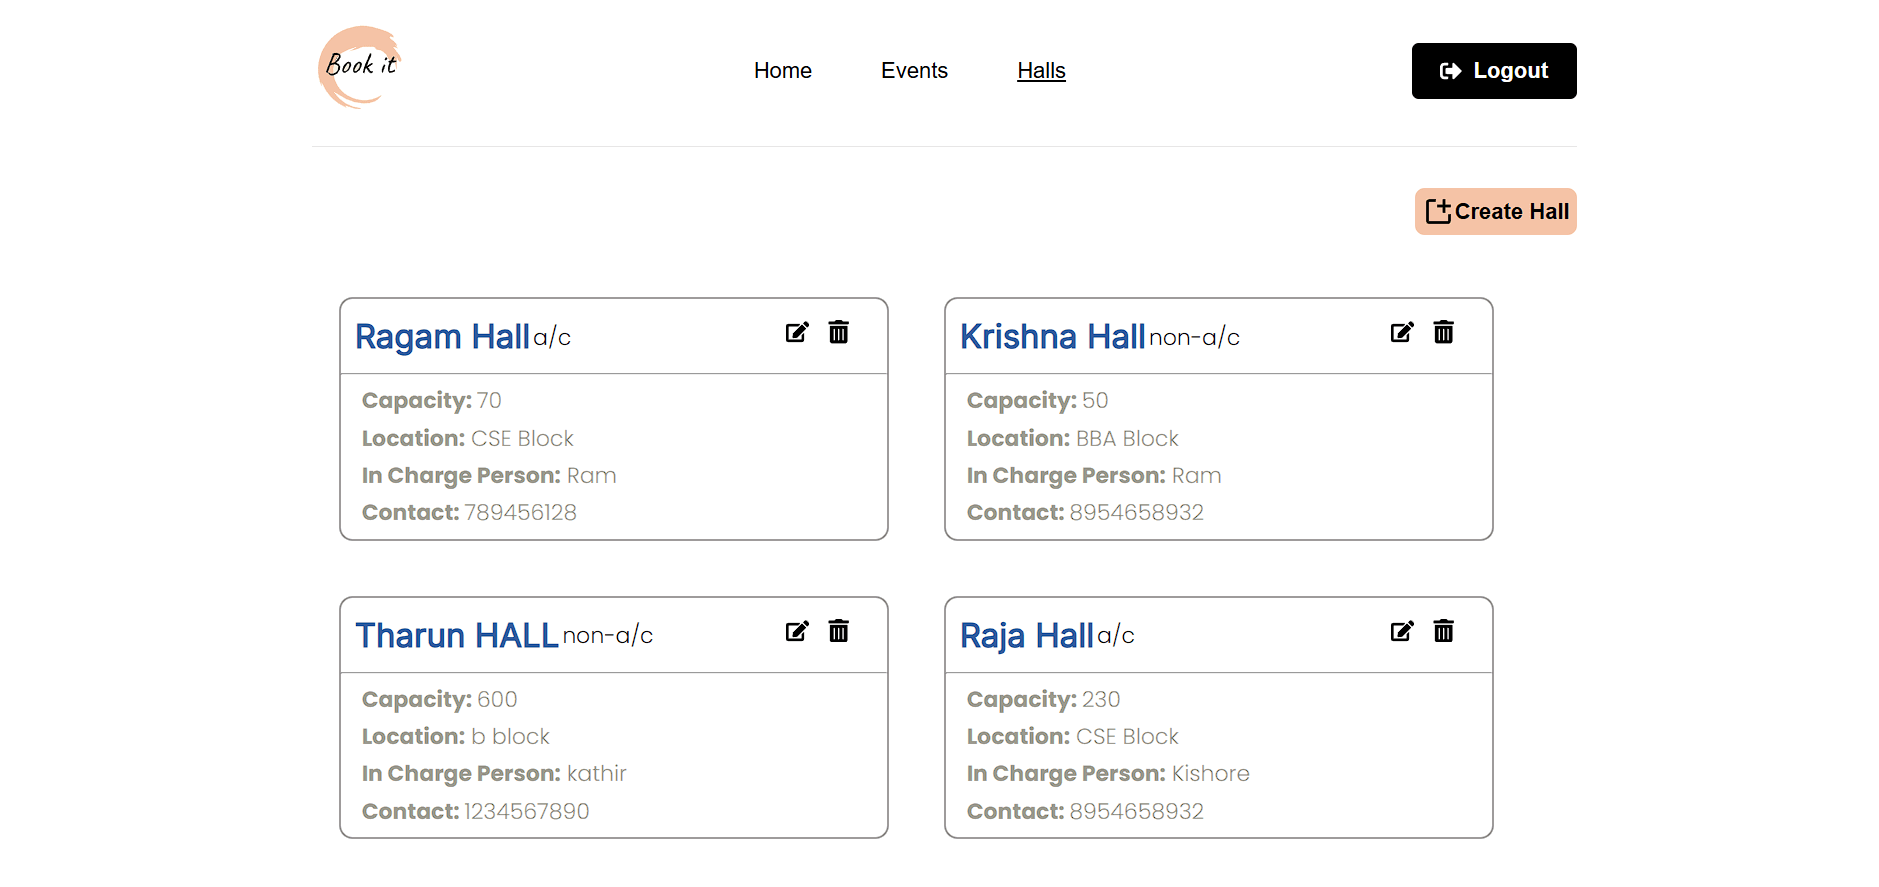 Book it
Home Events Halls
Logout
Create Hall
Ragam Hall a/c
Capacity: 70
Location: CSE Block
In Charge Person: Ram
Contact: 789456128
Krishna Hall non-a/c
Capacity: 50
Location: BBA Block
In Charge Person: Ram
Contact: 8954658932
Tharun HALL non-a/c
Capacity: 600
Location: b block
In Charge Person: kathir
Contact: 1234567890
Raja Hall a/c
Capacity: 230
Location: CSE Block
In Charge Person: Kishore
Contact: 8954658932